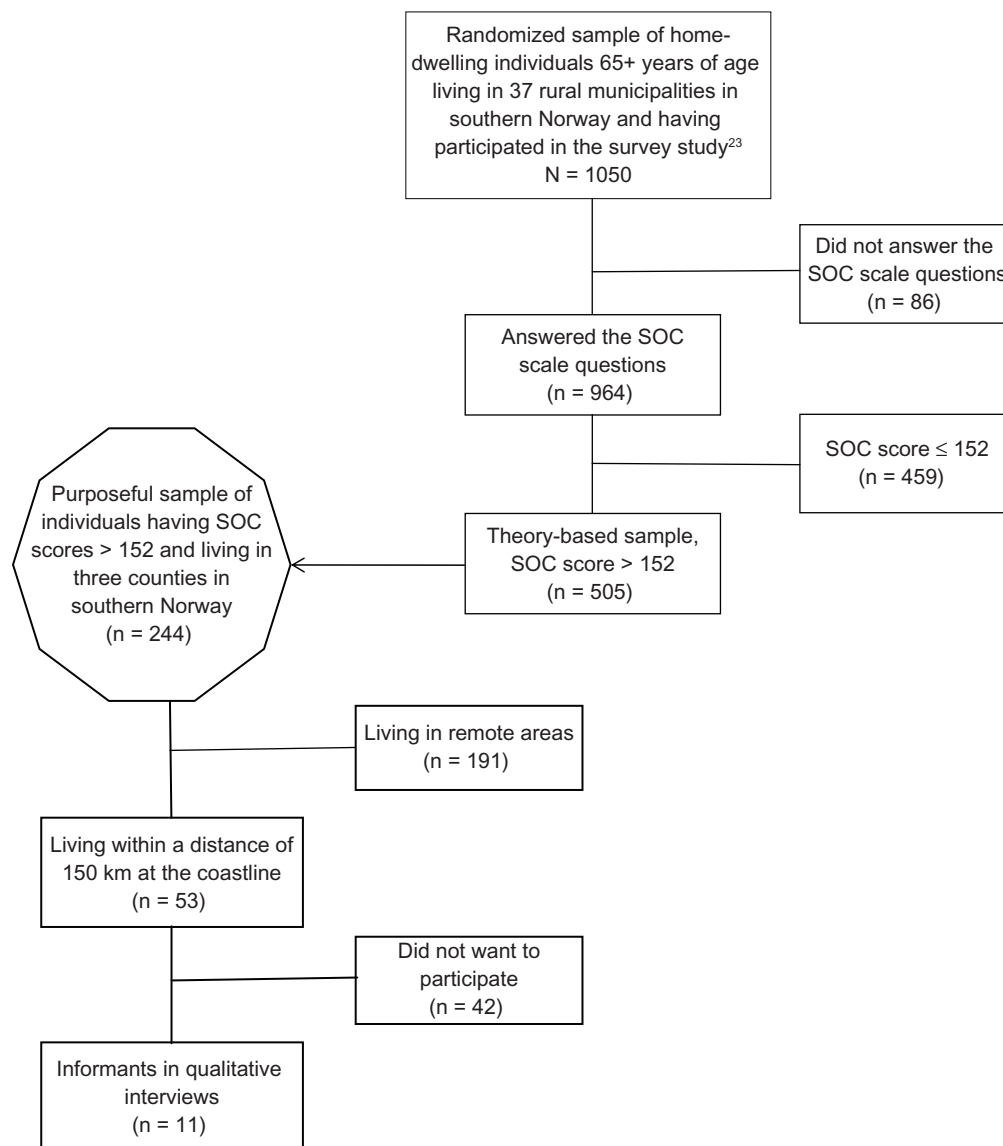 Randomized sample of home-
dwelling individuals 65+ years of age
living in 37 rural municipalities in
southern Norway and having
participated in the survey study23
N = 1050
Did not answer the
SOC scale questions
(n = 86)
Answered the SOC
scale questions
(n = 964)
SOC score ≤ 152
(n = 459)
Theory-based sample,
SOC score > 152
(n = 505)
Purposeful sample of
individuals having SOC
scores > 152 and living in
three counties in
southern Norway
(n = 244)
Living in remote areas
(n = 191)
Living within a distance of
150 km at the coastline
(n = 53)
Did not want to
participate
(n = 42)
Informants in qualitative
interviews
(n = 11)